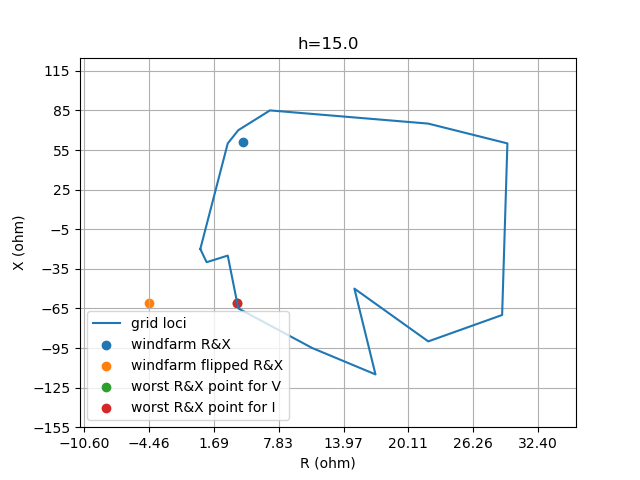 h=15.0
115
85
55
25
−5
−35
−65
−95
−125
−155
X (ohm)
grid loci
windfarm R&X
windfarm flipped R&X
worst R&X point for V
worst R&X point for I
−10.60 −4.46 1.69 7.83 13.97 20.11 26.26 32.40
R (ohm)